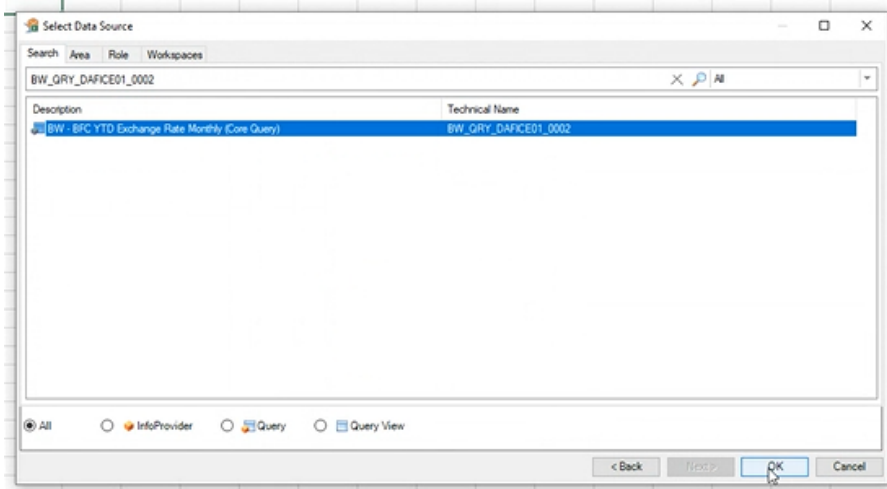 Select Data Source
Search Area Role Workspaces
BW_QRY_DAFICE01_0002 All
Description Technical Name
BW - BFC YTD Exchange Rate Monthly (Core Query) BW_QRY_DAFICE01_0002
All InfoProvider Query Query View
< Back Next > OK Cancel